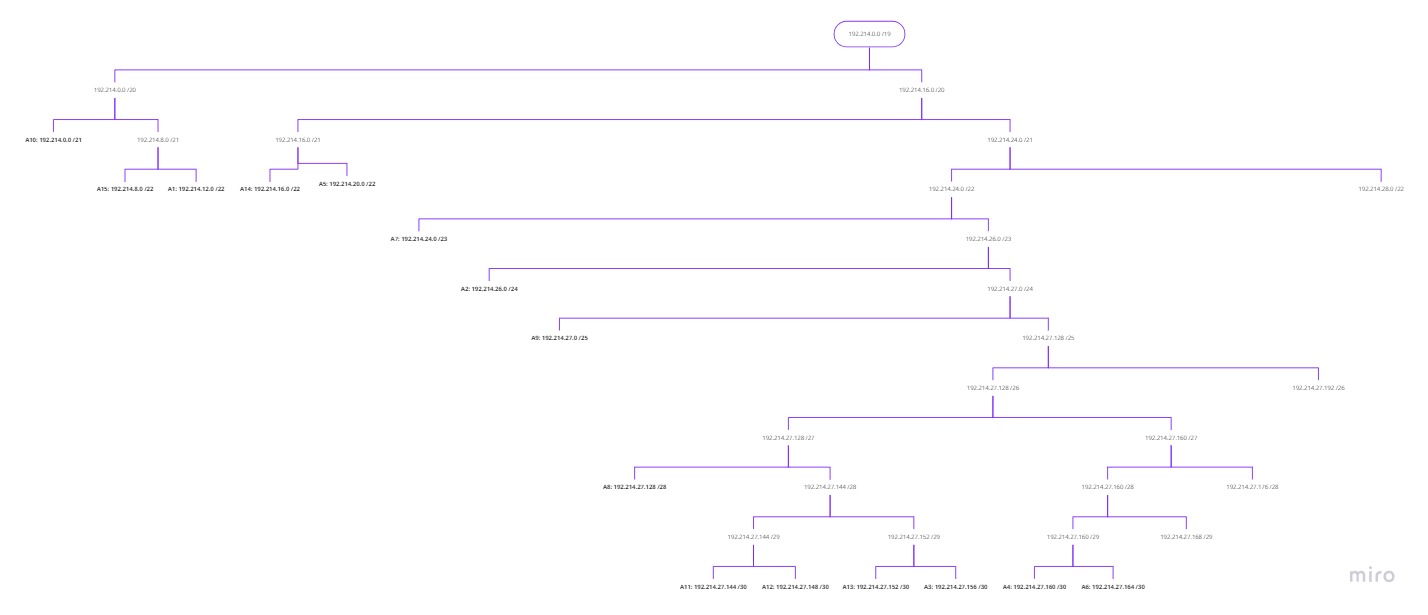 192.214.0.0 /19
192.214.0.0 /20
192.214.16.0 /20
A10: 192.214.0.0 /21
192.214.8.0 /21
192.214.16.0 /21
192.214.24.0 /21
A15: 192.214.8.0 /22
A1: 192.214.12.0 /22
A14: 192.214.16.0 /22
A5: 192.214.20.0 /22
192.214.24.0 /22
192.214.28.0 /22
A7: 192.214.24.0 /23
192.214.26.0 /23
A2: 192.214.26.0 /24
192.214.27.0 /24
A9: 192.214.27.0 /25
192.214.27.128 /25
192.214.27.128 /26
192.214.27.192 /26
192.214.27.128 /27
192.214.27.160 /27
A8: 192.214.27.128 /28
192.214.27.144 /28
192.214.27.160 /28
192.214.27.176 /28
192.214.27.144 /29
192.214.27.152 /29
192.214.27.160 /29
192.214.27.168 /29
A11: 192.214.27.144 /30
A12: 192.214.27.148 /30
A13: 192.214.27.152 /30
A3: 192.214.27.156 /30
A4: 192.214.27.160 /30
A6: 192.214.27.164 /30
miro